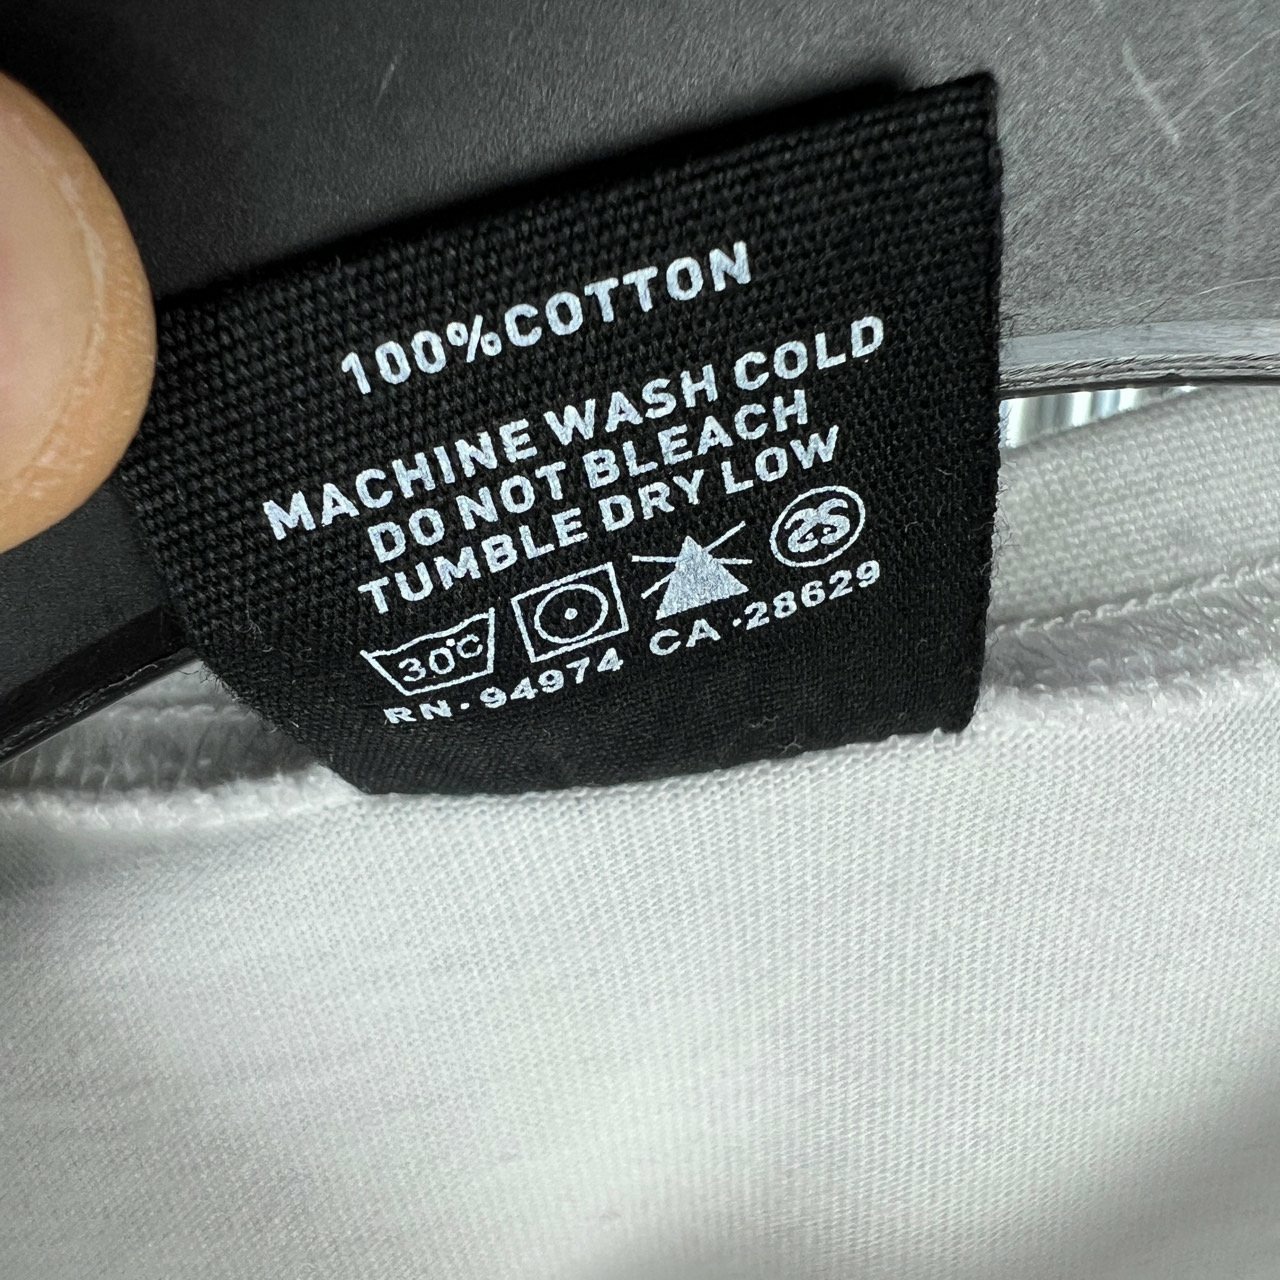 100%COTTON
MACHINE WASH COLD
DO NOT BLEACH
TUMBLE DRY LOW
30°C
RN·94974 CA·28629